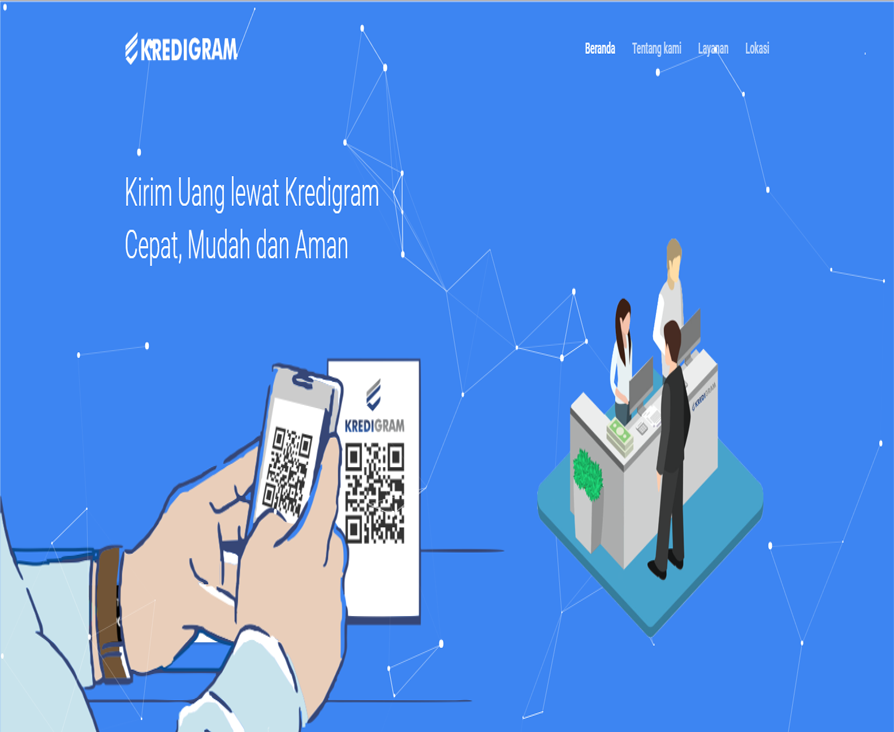 KREDIGRAM
Beranda Tentang kami Layanan Lokasi
Kirim Uang lewat Kredigram
Cepat, Mudah dan Aman
KREDIGRAM
KREDIGRAM